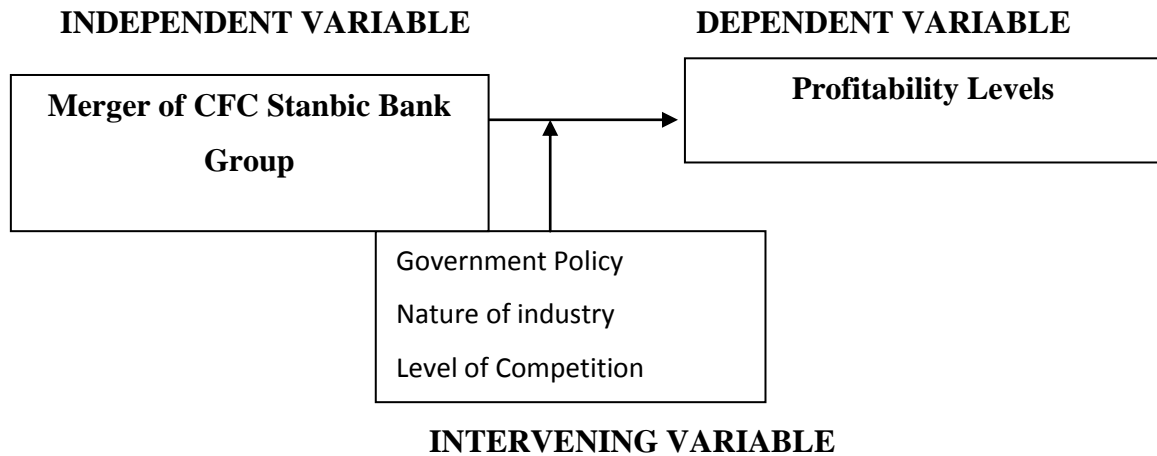 INDEPENDENT VARIABLE
DEPENDENT VARIABLE
Merger of CFC Stanbic Bank
Group
Profitability Levels
Government Policy
Nature of industry
Level of Competition
INTERVENING VARIABLE